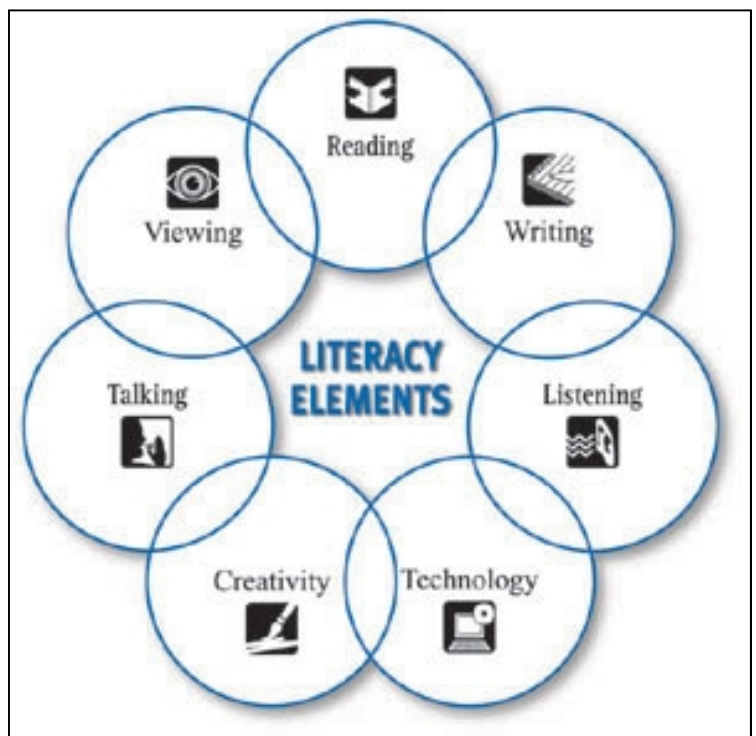 Reading
Viewing
Writing
LITERACY
ELEMENTS
Talking
Listening
Creativity
Technology